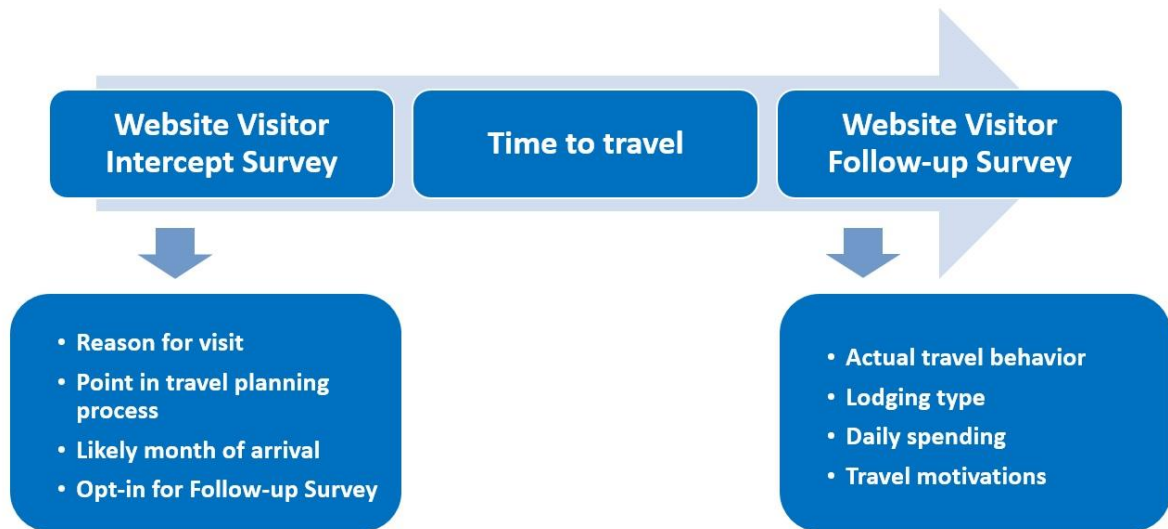 Website Visitor
Intercept Survey
Time to travel
Website Visitor
Follow-up Survey
• Reason for visit
• Point in travel planning
process
• Likely month of arrival
• Opt-in for Follow-up Survey
• Actual travel behavior
• Lodging type
• Daily spending
• Travel motivations